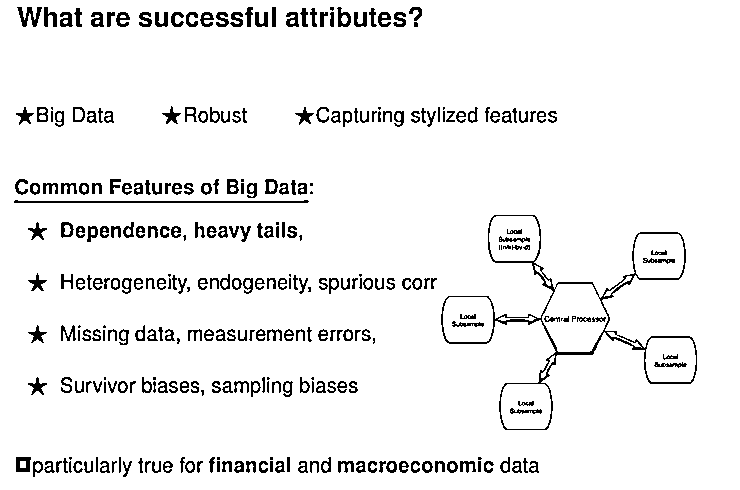 What are successful attributes?
★Big Data ★Robust ★Capturing stylized features
Common Features of Big Data:
★ Dependence, heavy tails,
★ Heterogeneity, endogeneity, spurious corr
★ Missing data, measurement errors,
★ Survivor biases, sampling biases
Local
Subsample
Local
Subsample
Local
Subsample
Central Processor
Local
Subsample
Local
Subsample
particularly true for financial and macroeconomic data